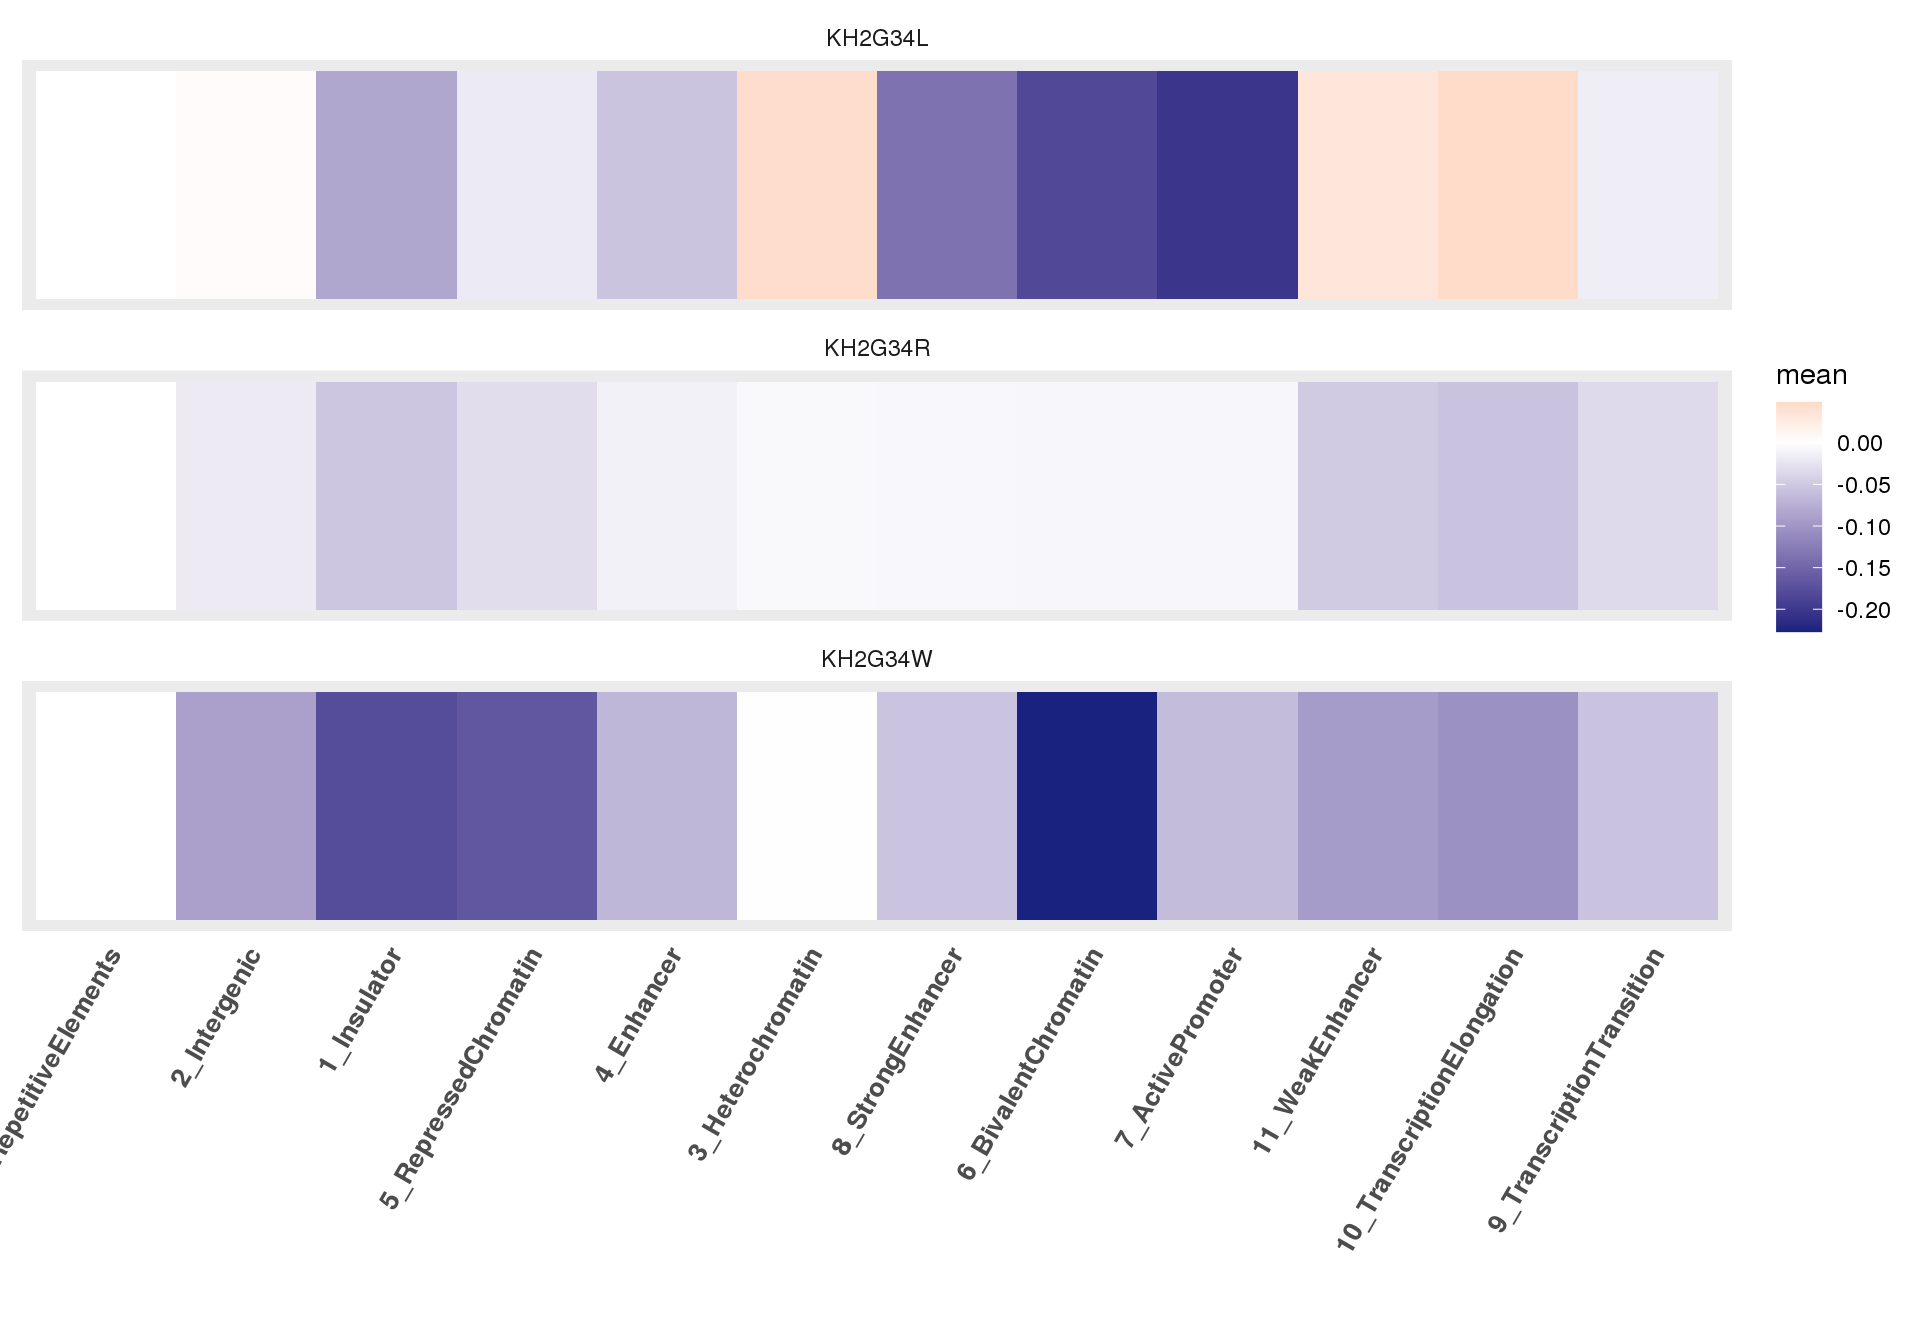 KH2G34L
KH2G34R
mean
0.00
-0.05
-0.10
-0.15
-0.20
KH2G34W
epetitiveElements
2_Intergenic
1_Insulator
5_RepressedChromatin
4_Enhancer
3_Heterochromatin
8_StrongEnhancer
6_BivalentChromatin
7_ActivePromoter
11_WeakEnhancer
10_TranscriptionElongation
9_TranscriptionTransition